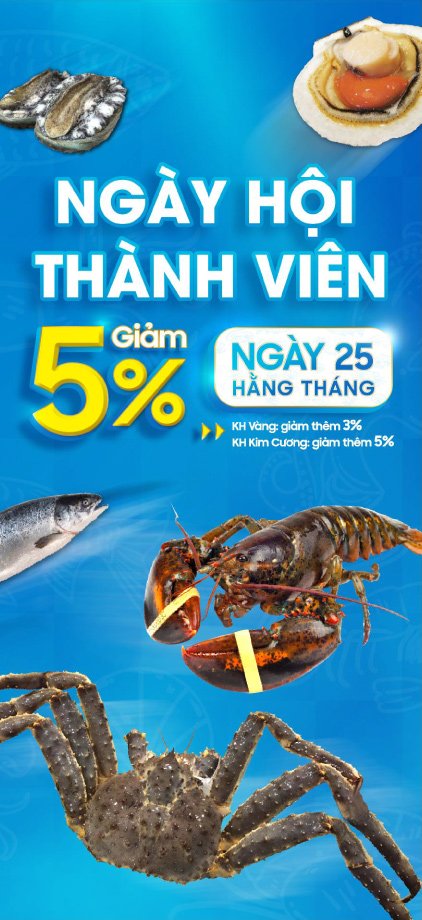 NGÀY HỘI
THÀNH VIÊN
Giảm
5%
NGÀY 25
HẰNG THÁNG
KH Vàng: giảm thêm 3%
KH Kim Cương: giảm thêm 5%